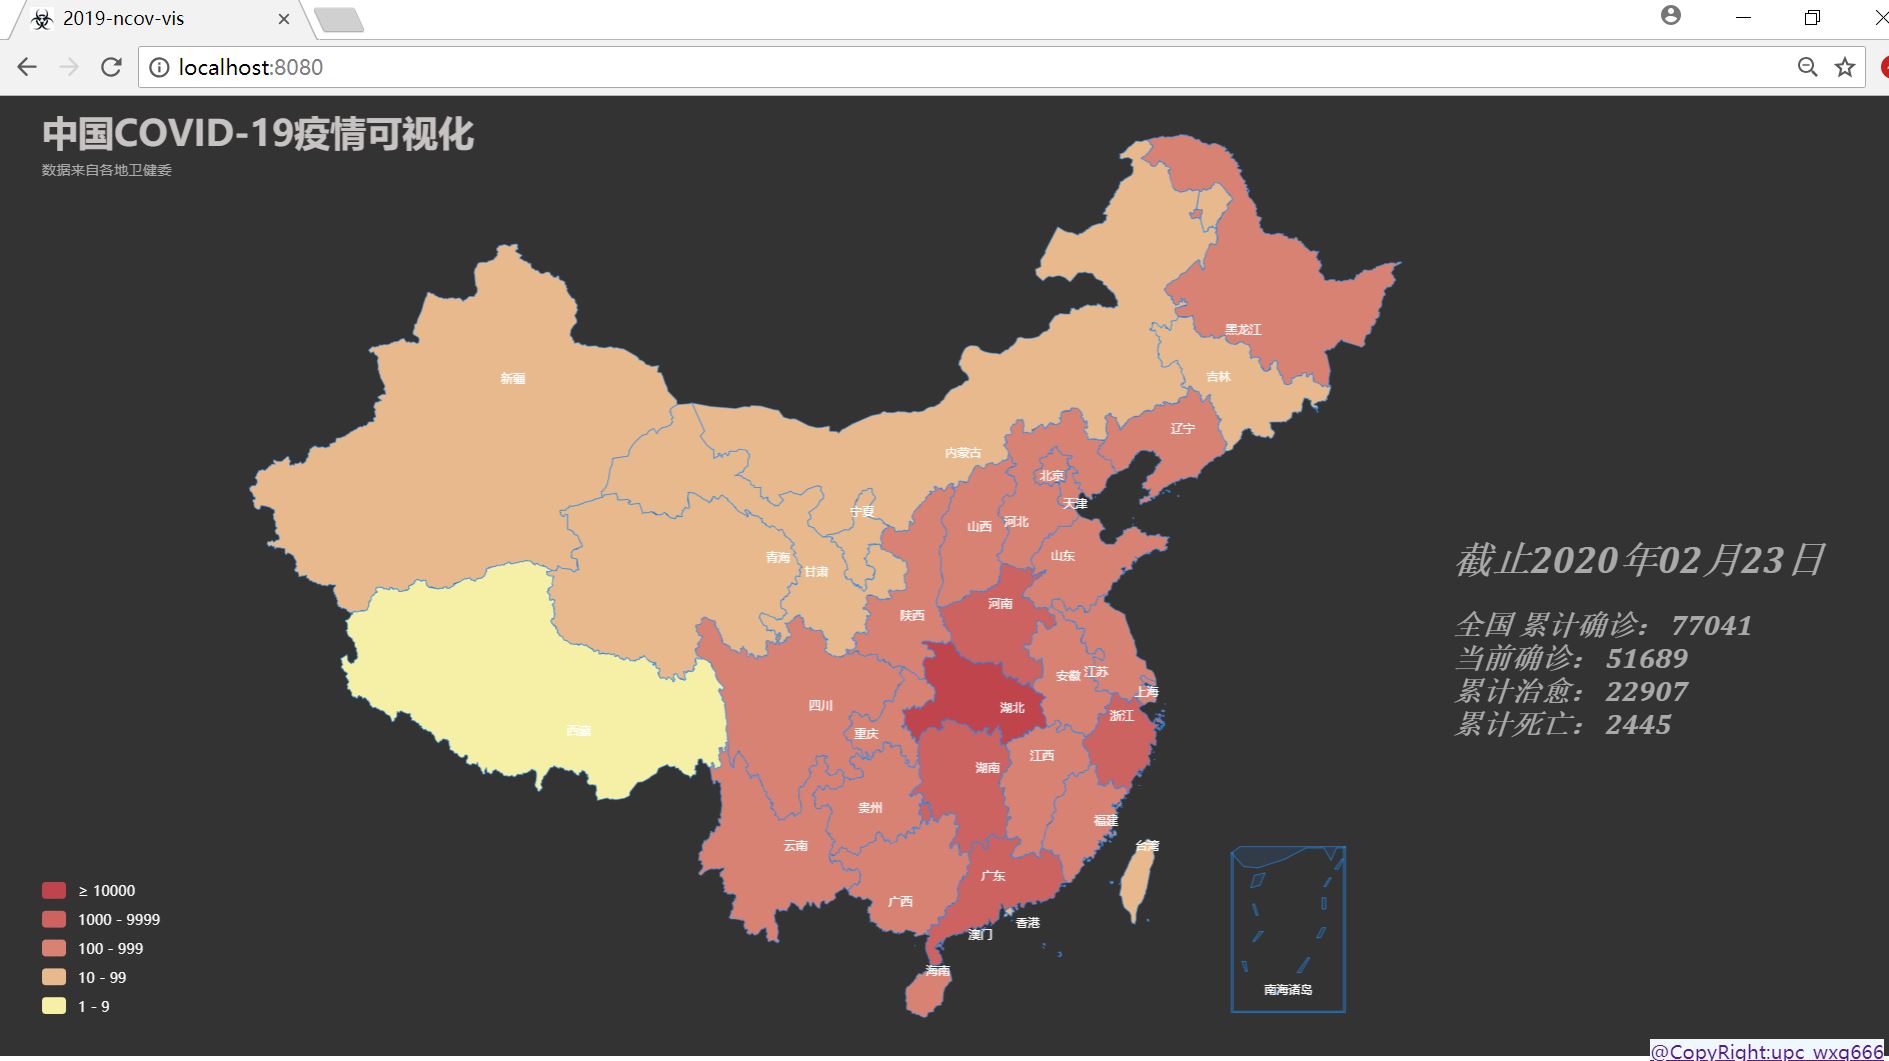 2019-ncov-vis
localhost:8080
中国COVID-19疫情可视化
数据来自各地卫健委
黑龙江
新疆
吉林
辽宁
内蒙古
北京
天津
宁夏
山西
河北
青海
甘肃
山东
河南
陕西
安徽
江苏
上海
四川
湖北
浙江
西藏
重庆
江西
湖南
贵州
福建
云南
台湾
广东
广西
香港
澳门
海南
南海诸岛
截止2020年02月23日
全国 累计确诊： 77041
当前确诊： 51689
累计治愈： 22907
累计死亡： 2445
≥ 10000
1000 - 9999
100 - 999
10 - 99
1 - 9
@CopyRight:upc_wxq666